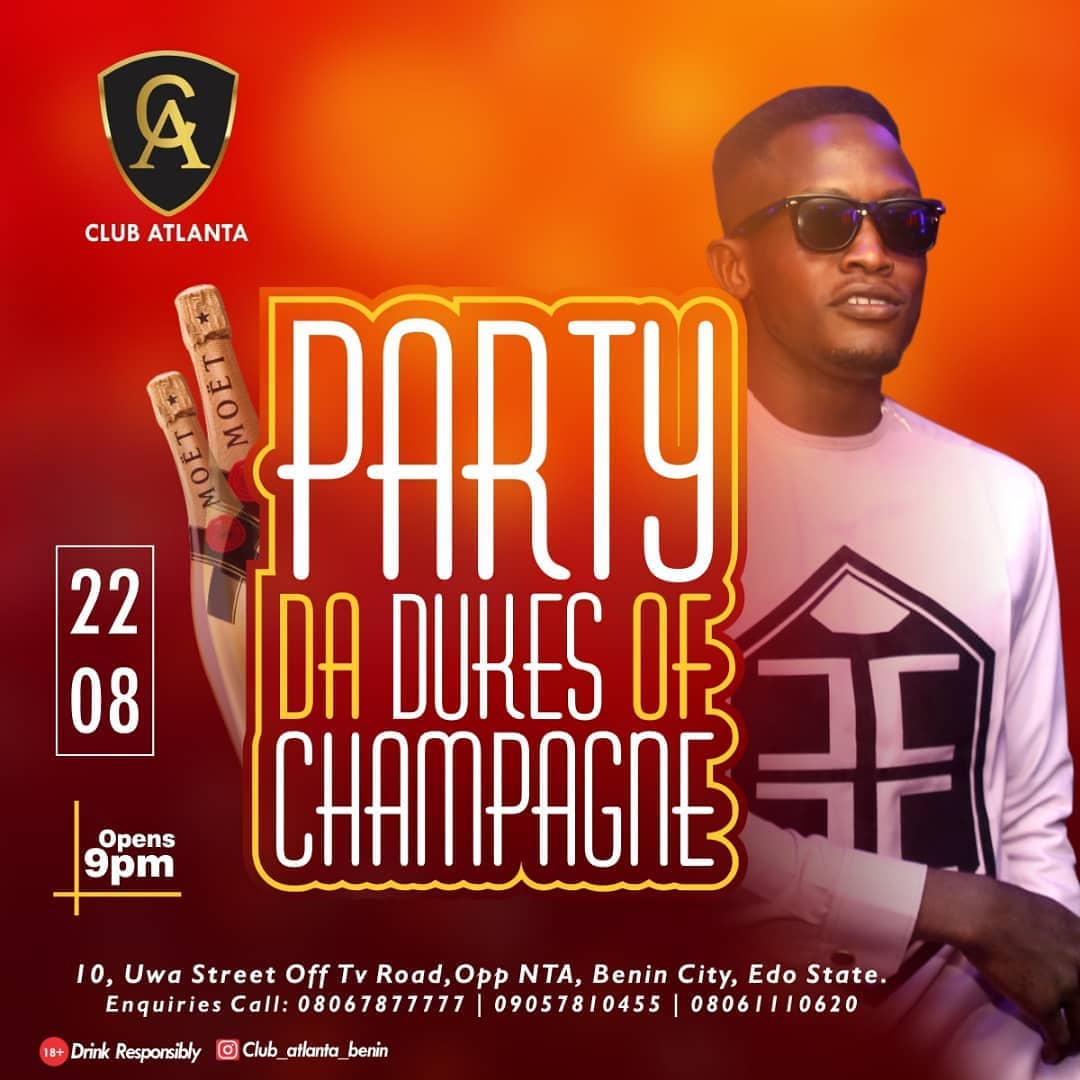 CA
CLUB ATLANTA
MOËT
MOËT
PARTY
DA DUKES OF
CHAMPAGNE
22
08
Opens
9pm
10, Uwa Street Off Tv Road,Opp NTA, Benin City, Edo State.
Enquiries Call: 08067877777 | 09057810455 | 08061110620
18+ Drink Responsibly Club_atlanta_benin